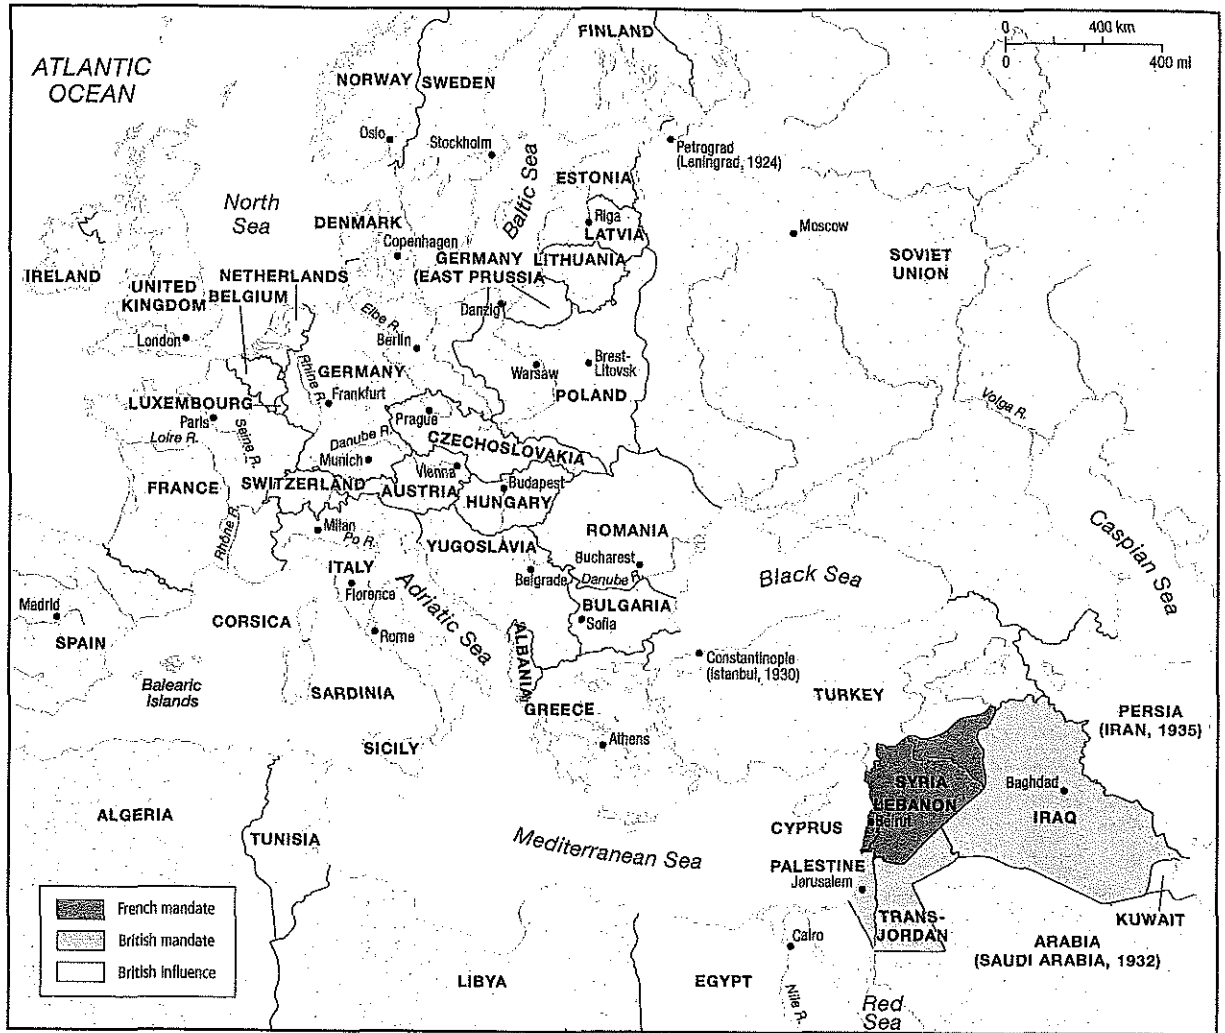 ATLANTIC
OCEAN
FINLAND
0 400 km
0 400 mi
NORWAY
SWEDEN
Oslo
Stockholm
Petrograd
(Leningrad, 1924)
Baltic Sea
ESTONIA
North
Sea
DENMARK
Riga
LATVIA
Moscow
Copenhagen
SOVIET
UNION
IRELAND
UNITED
KINGDOM
NETHERLANDS
BELGIUM
GERMANY
(EAST PRUSSIA
LITHUANIA
Danzig
London
Elbe R.
Berlin
Warsaw
Brest-
Litovsk
POLAND
Rhine R.
GERMANY
Frankfurt
Volga R.
LUXEMBOURG
Paris
Loire R.
Seine R.
Prague
CZECHOSLOVAKIA
Danube R.
Munich
Vienna
FRANCE
SWITZERLAND
AUSTRIA
Budapest
HUNGARY
Rhône R.
Milan
Po R.
ROMANIA
YUGOSLAVIA
Bucharest
Danube R.
Belgrade
Caspian Sea
Black Sea
ITALY
Florence
Adriatic Sea
BULGARIA
Sofia
Madrid
SPAIN
CORSICA
Rome
ALBANIA
Constantinople
(Istanbul, 1930)
Balearic
Islands
SARDINIA
GREECE
TURKEY
PERSIA
(IRAN, 1935)
SICILY
Athens
SYRIA
LEBANON
Beirut
Baghdad
IRAQ
ALGERIA
TUNISIA
Mediterranean Sea
CYPRUS
PALESTINE
Jerusalem
TRANS-
JORDAN
KUWAIT
Cairo
ARABIA
(SAUDI ARABIA, 1932)
LIBYA
EGYPT
Nile R.
Red
Sea
French mandate
British mandate
British influence